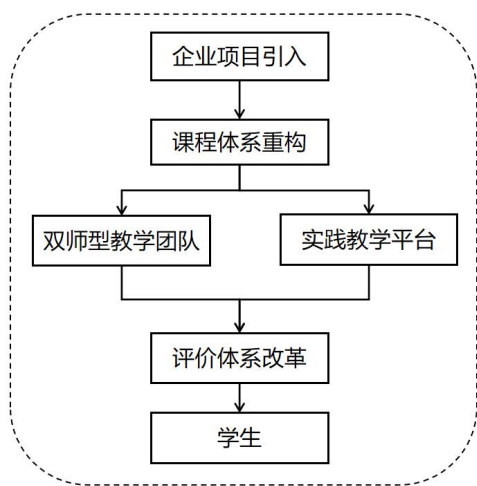 企业项目引入
课程体系重构
双师型教学团队
实践教学平台
评价体系改革
学生